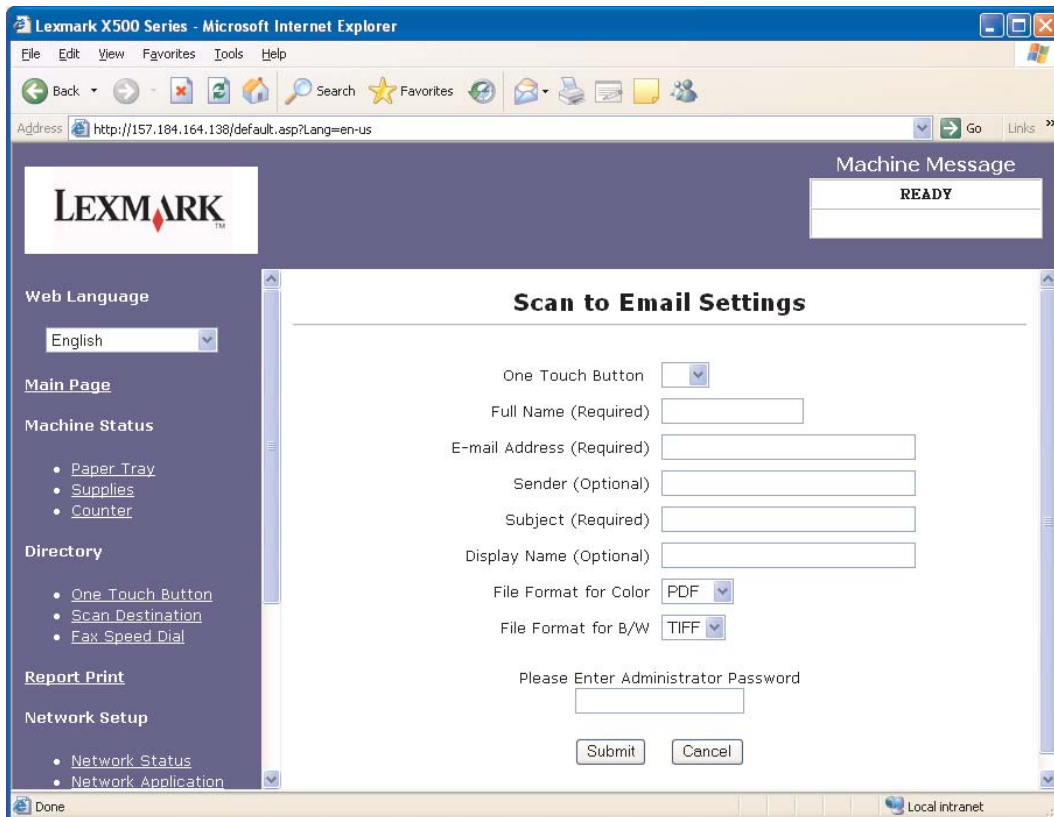 Lexmark X500 Series - Microsoft Internet Explorer
File Edit View Favorites Tools Help
Back Search Favorites
Address http://157.184.164.138/default.asp?Lang=en-us Go Links »
LEXMARK TM
Machine Message
READY
Web Language
English
Main Page
Machine Status
• Paper Tray
• Supplies
• Counter
Directory
• One Touch Button
• Scan Destination
• Fax Speed Dial
Report Print
Network Setup
• Network Status
• Network Application
Scan to Email Settings
One Touch Button
Full Name (Required)
E-mail Address (Required)
Sender (Optional)
Subject (Required)
Display Name (Optional)
File Format for Color PDF
File Format for B/W TIFF
Please Enter Administrator Password
Submit Cancel
Done Local intranet